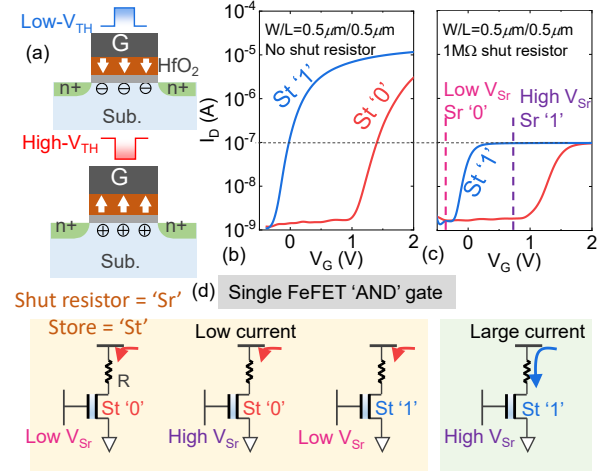 Low-V_TH
(a)
G
HfO₂
n+ ⊖ ⊖ ⊖ n+
Sub.
High-V_TH
G
n+ ⊕ ⊕ ⊕ n+
Sub.
W/L=0.5μm/0.5μm
No shut resistor
St ‘1’
St ‘0’
I_D (A)
10⁻⁴
10⁻⁵
10⁻⁶
10⁻⁷
10⁻⁸
10⁻⁹
0 1 2
(b) V_G (V)
W/L=0.5μm/0.5μm
1MΩ shut resistor
Low V_Sr
Sr ‘0’
High V_Sr
Sr ‘1’
St ‘1’
0 1 2
(c) V_G (V)
Shut resistor = ‘Sr’
Store = ‘St’
(d) Single FeFET ‘AND’ gate
Low current
Large current
R
St ‘0’
Low V_Sr
St ‘0’
High V_Sr
St ‘1’
Low V_Sr
St ‘1’
High V_Sr